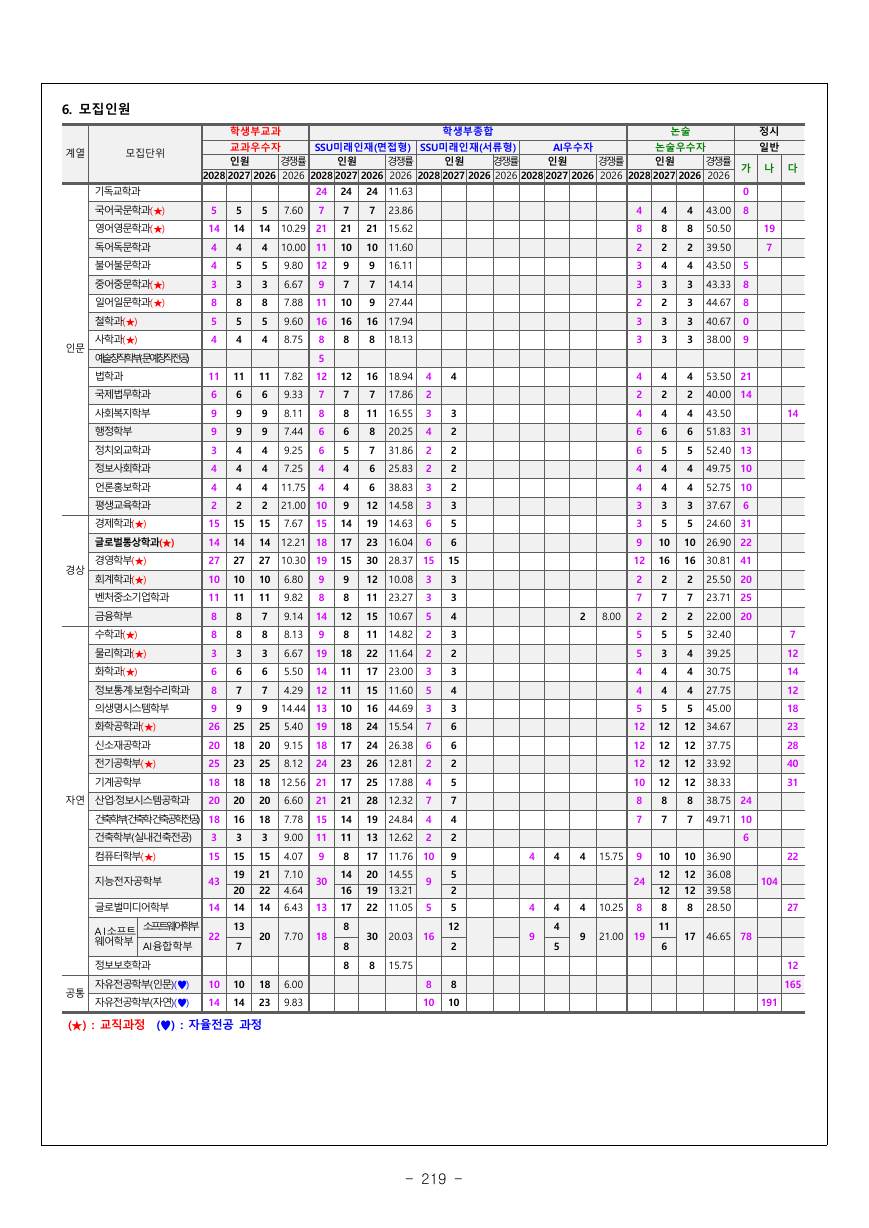 6. 모집인원
계열 모집단위 학생부교과 학생부종합 논술 정시
교과우수자 SSU미래인재(면접형) SSU미래인재(서류형) AI우수자 논술우수자 일반
인원 경쟁률 인원 경쟁률 인원 경쟁률 인원 경쟁률 인원 경쟁률 가 나 다
2028 2027 2026 2026 2028 2027 2026 2026 2028 2027 2026 2026 2028 2027 2026 2026 2028 2027 2026 2026
인문
기독교학과 24 24 24 11.63 0
국어국문학과(★) 5 5 5 7.60 7 7 7 23.86 4 4 4 43.00 8
영어영문학과(★) 14 14 14 10.29 21 21 21 15.62 8 8 8 50.50 19
독어독문학과 4 4 4 10.00 11 10 10 11.60 2 2 2 39.50 7
불어불문학과 4 5 5 9.80 12 9 9 16.11 3 4 4 43.50 5
중어중문학과(★) 3 3 3 6.67 9 7 7 14.14 3 3 3 43.33 8
일어일문학과(★) 8 8 8 7.88 11 10 9 27.44 2 2 3 44.67 8
철학과(★) 5 5 5 9.60 16 16 16 17.94 3 3 3 40.67 0
사학과(★) 4 4 4 8.75 8 8 8 18.13 3 3 3 38.00 9
예술창작학부(문예창작전공) 5
법학과 11 11 11 7.82 12 12 16 18.94 4 4 4 4 4 53.50 21
국제법무학과 6 6 6 9.33 7 7 7 17.86 2 2 2 2 40.00 14
사회복지학부 9 9 9 8.11 8 8 11 16.55 3 3 4 4 4 43.50 14
행정학부 9 9 9 7.44 6 6 8 20.25 4 2 6 6 6 51.83 31
정치외교학과 3 4 4 9.25 6 5 7 31.86 2 2 6 5 5 52.40 13
정보사회학과 4 4 4 7.25 4 4 6 25.83 2 2 4 4 4 49.75 10
언론홍보학과 4 4 4 11.75 4 4 6 38.83 3 2 4 4 4 52.75 10
평생교육학과 2 2 2 21.00 10 9 12 14.58 3 3 3 3 3 37.67 6
경상
경제학과(★) 15 15 15 7.67 15 14 19 14.63 6 5 3 5 5 24.60 31
글로벌통상학과(★) 14 14 14 12.21 18 17 23 16.04 6 6 9 10 10 26.90 22
경영학부(★) 27 27 27 10.30 19 15 30 28.37 15 15 12 16 16 30.81 41
회계학과(★) 10 10 10 6.80 9 9 12 10.08 3 3 2 2 2 25.50 20
벤처중소기업학과 11 11 11 9.82 8 8 11 23.27 3 3 7 7 7 23.71 25
금융학부 8 8 7 9.14 14 12 15 10.67 5 4 2 8.00 2 2 2 22.00 20
자연
수학과(★) 8 8 8 8.13 9 8 11 14.82 2 3 5 5 5 32.40 7
물리학과(★) 3 3 3 6.67 19 18 22 11.64 2 2 5 3 4 39.25 12
화학과(★) 6 6 6 5.50 14 11 17 23.00 3 3 4 4 4 30.75 14
정보통계·보험수리학과 8 7 7 4.29 12 11 15 11.60 5 4 4 4 4 27.75 12
의생명시스템학부 9 9 9 14.44 13 10 16 44.69 3 3 5 5 5 45.00 18
화학공학과(★) 26 25 25 5.40 19 18 24 15.54 7 6 12 12 12 34.67 23
신소재공학과 20 18 20 9.15 18 17 24 26.38 6 6 12 12 12 37.75 28
전기공학부(★) 25 23 25 8.12 24 23 26 12.81 2 2 12 12 12 33.92 40
기계공학부 18 18 18 12.56 21 17 25 17.88 4 5 10 12 12 38.33 31
산업·정보시스템공학과 20 20 20 6.60 21 21 28 12.32 7 7 8 8 8 38.75 24
건축학부(건축학·건축공학전공) 18 16 18 7.78 15 14 19 24.84 4 4 7 7 7 49.71 10
건축학부(실내건축전공) 3 3 3 9.00 11 11 13 12.62 2 2 6
컴퓨터학부(★) 15 15 15 4.07 9 8 17 11.76 10 9 4 4 4 15.75 9 10 10 36.90 22
지능전자공학부 43 19 21 7.10 30 14 20 14.55 9 5 24 12 12 36.08 104
20 22 4.64 16 19 13.21 2 12 12 39.58
글로벌미디어학부 14 14 14 6.43 13 17 22 11.05 5 5 4 4 4 10.25 8 8 8 28.50 27
AI소프트웨어학부 소프트웨어학부 22 13 20 7.70 18 8 30 20.03 16 12 9 4 9 21.00 19 11 17 46.65 78
AI융합학부 7 8 2 5 6
정보보호학과 8 8 15.75 12
공통
자유전공학부(인문)(♥) 10 10 18 6.00 8 8 165
자유전공학부(자연)(♥) 14 14 23 9.83 10 10 191
(★) : 교직과정 (♥) : 자율전공 과정
- 219 -